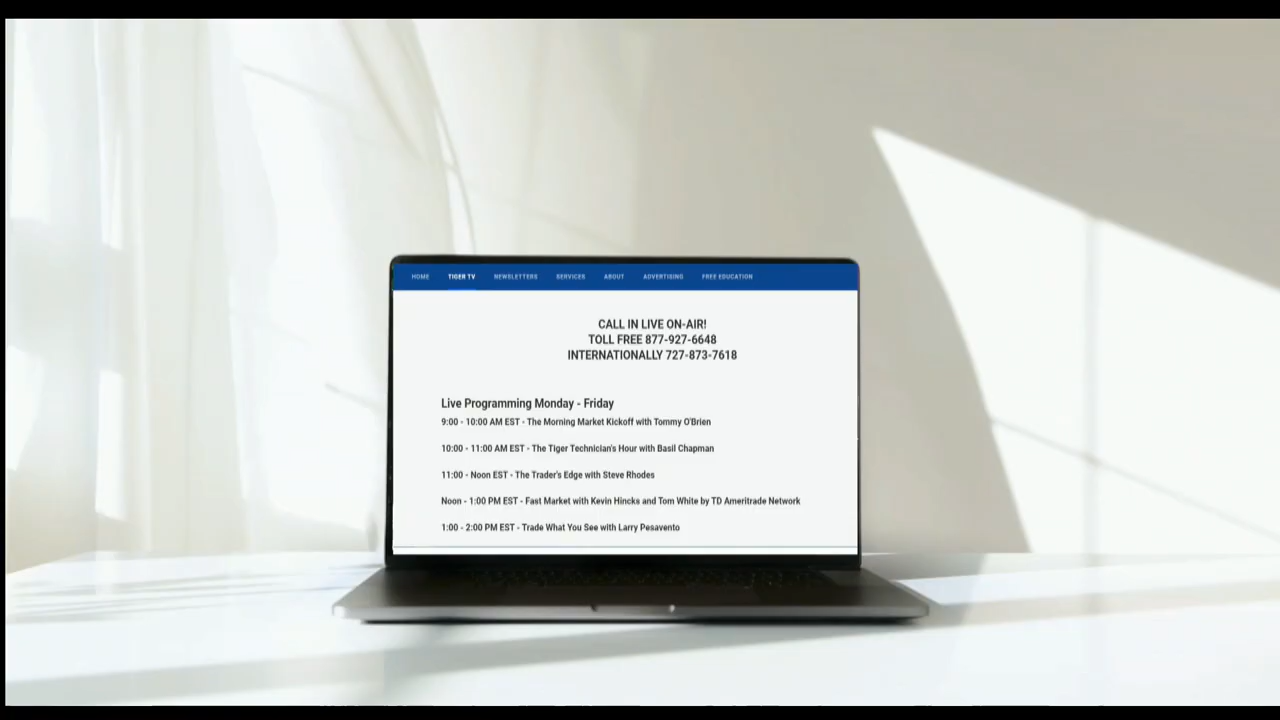 HOME TIGER TV NEWSLETTERS SERVICES ABOUT ADVERTISING FREE EDUCATION
CALL IN LIVE ON-AIR!
TOLL FREE 877-927-6648
INTERNATIONALLY 727-873-7618
Live Programming Monday - Friday
9:00 - 10:00 AM EST - The Morning Market Kickoff with Tommy O'Brien
10:00 - 11:00 AM EST - The Tiger Technician's Hour with Basil Chapman
11:00 - Noon EST - The Trader's Edge with Steve Rhodes
Noon - 1:00 PM EST - Fast Market with Kevin Hincks and Tom White by TD Ameritrade Network
1:00 - 2:00 PM EST - Trade What You See with Larry Pesavento